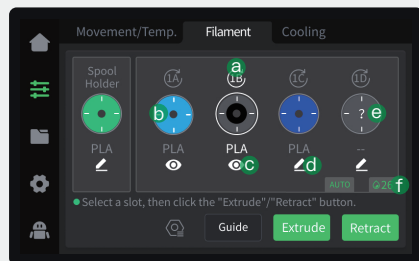 Movement/Temp. Filament Cooling
Spool Holder
a
1A 1B 1C 1D
b
? e
PLA PLA PLA PLA --
c d
AUTO f
Select a slot, then click the "Extrude"/"Retract" button.
Guide Extrude Retract